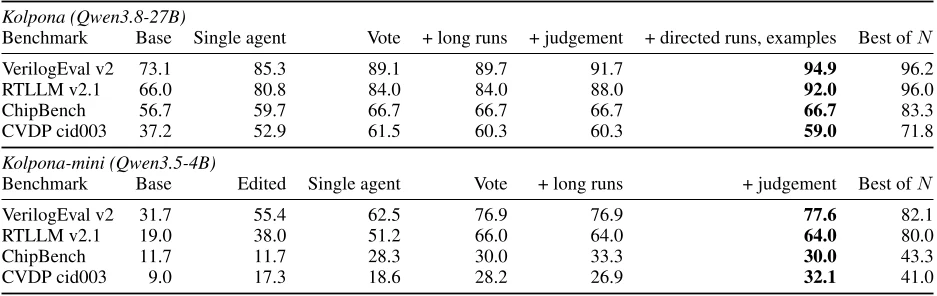 Kolpona (Qwen3.8-27B)
Benchmark Base Single agent Vote + long runs + judgement + directed runs, examples Best of N
VerilogEval v2 73.1 85.3 89.1 89.7 91.7 94.9 96.2
RTLLM v2.1 66.0 80.8 84.0 84.0 88.0 92.0 96.0
ChipBench 56.7 59.7 66.7 66.7 66.7 66.7 83.3
CVDP cid003 37.2 52.9 61.5 60.3 60.3 59.0 71.8
Kolpona-mini (Qwen3.5-4B)
Benchmark Base Edited Single agent Vote + long runs + judgement Best of N
VerilogEval v2 31.7 55.4 62.5 76.9 76.9 77.6 82.1
RTLLM v2.1 19.0 38.0 51.2 66.0 64.0 64.0 80.0
ChipBench 11.7 11.7 28.3 30.0 33.3 30.0 43.3
CVDP cid003 9.0 17.3 18.6 28.2 26.9 32.1 41.0